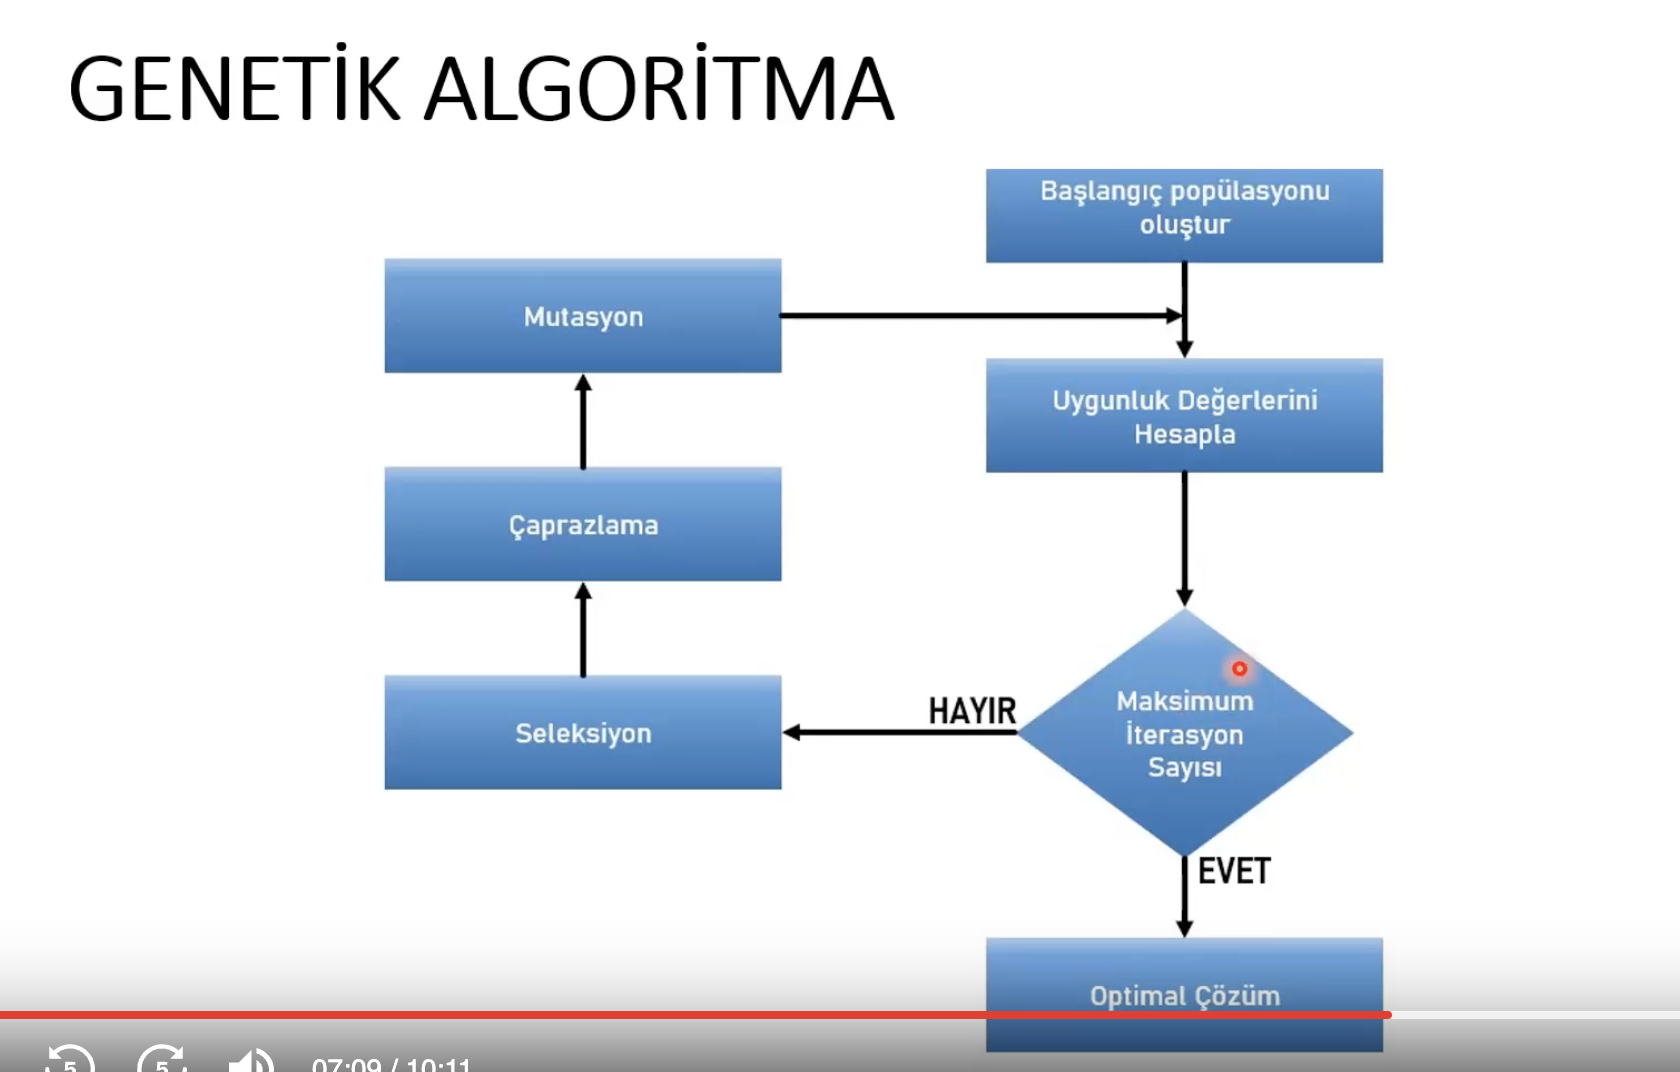 GENETİK ALGORİTMA
Başlangıç popülasyonu
oluştur
Mutasyon
Uygunluk Değerlerini
Hesapla
Çaprazlama
Maksimum
İterasyon
Sayısı
HAYIR
Seleksiyon
EVET
Optimal Çözüm
5
5
07:09 / 10:11